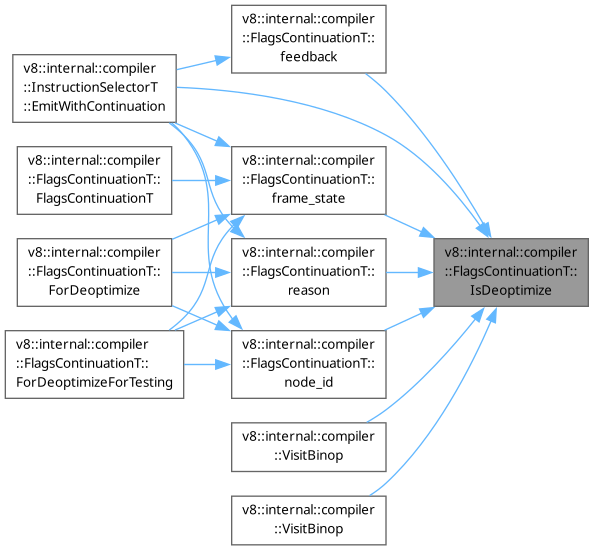 v8::internal::compiler
::FlagsContinuationT::
feedback
v8::internal::compiler
::InstructionSelectorT
::EmitWithContinuation
v8::internal::compiler
::FlagsContinuationT::
FlagsContinuationT
v8::internal::compiler
::FlagsContinuationT::
frame_state
v8::internal::compiler
::FlagsContinuationT::
ForDeoptimize
v8::internal::compiler
::FlagsContinuationT::
reason
v8::internal::compiler
::FlagsContinuationT::
IsDeoptimize
v8::internal::compiler
::FlagsContinuationT::
ForDeoptimizeForTesting
v8::internal::compiler
::FlagsContinuationT::
node_id
v8::internal::compiler
::VisitBinop
v8::internal::compiler
::VisitBinop